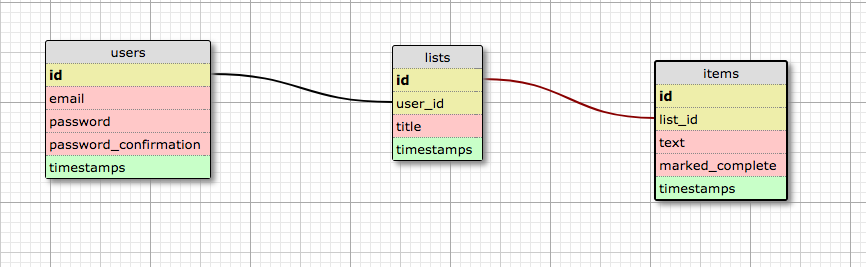 users
id
email
password
password_confirmation
timestamps
lists
id
user_id
title
timestamps
items
id
list_id
text
marked_complete
timestamps